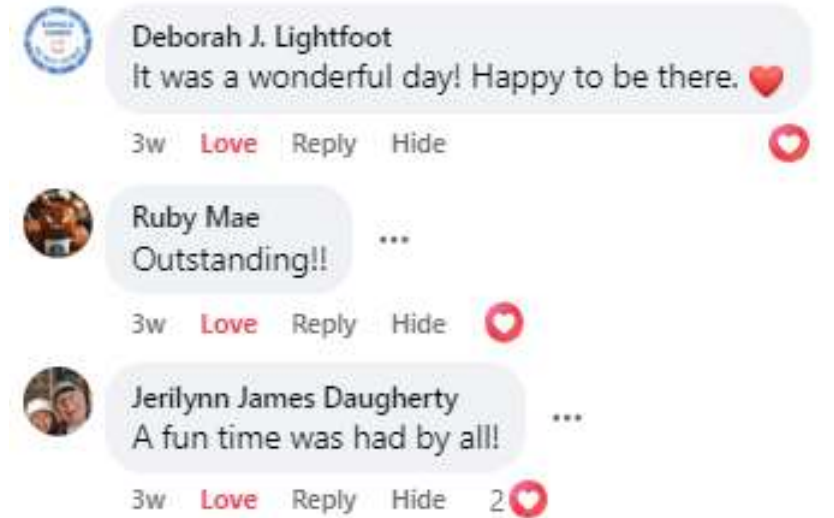 Deborah J. Lightfoot
It was a wonderful day! Happy to be there. ❤️
3w Love Reply Hide
Ruby Mae
Outstanding!!
3w Love Reply Hide
Jerilynn James Daugherty
A fun time was had by all!
3w Love Reply Hide 2